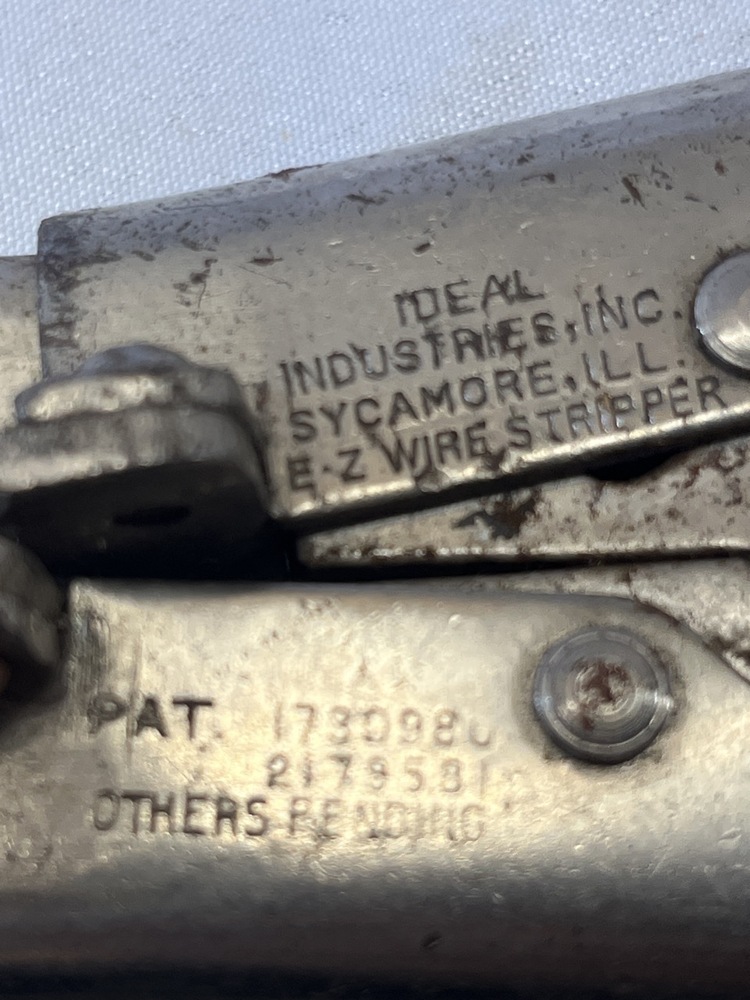 IDEAL
INDUSTRIES, INC.
SYCAMORE, ILL.
E-Z WIRE STRIPPER
PAT. 1730980
2179581
OTHERS PENDING